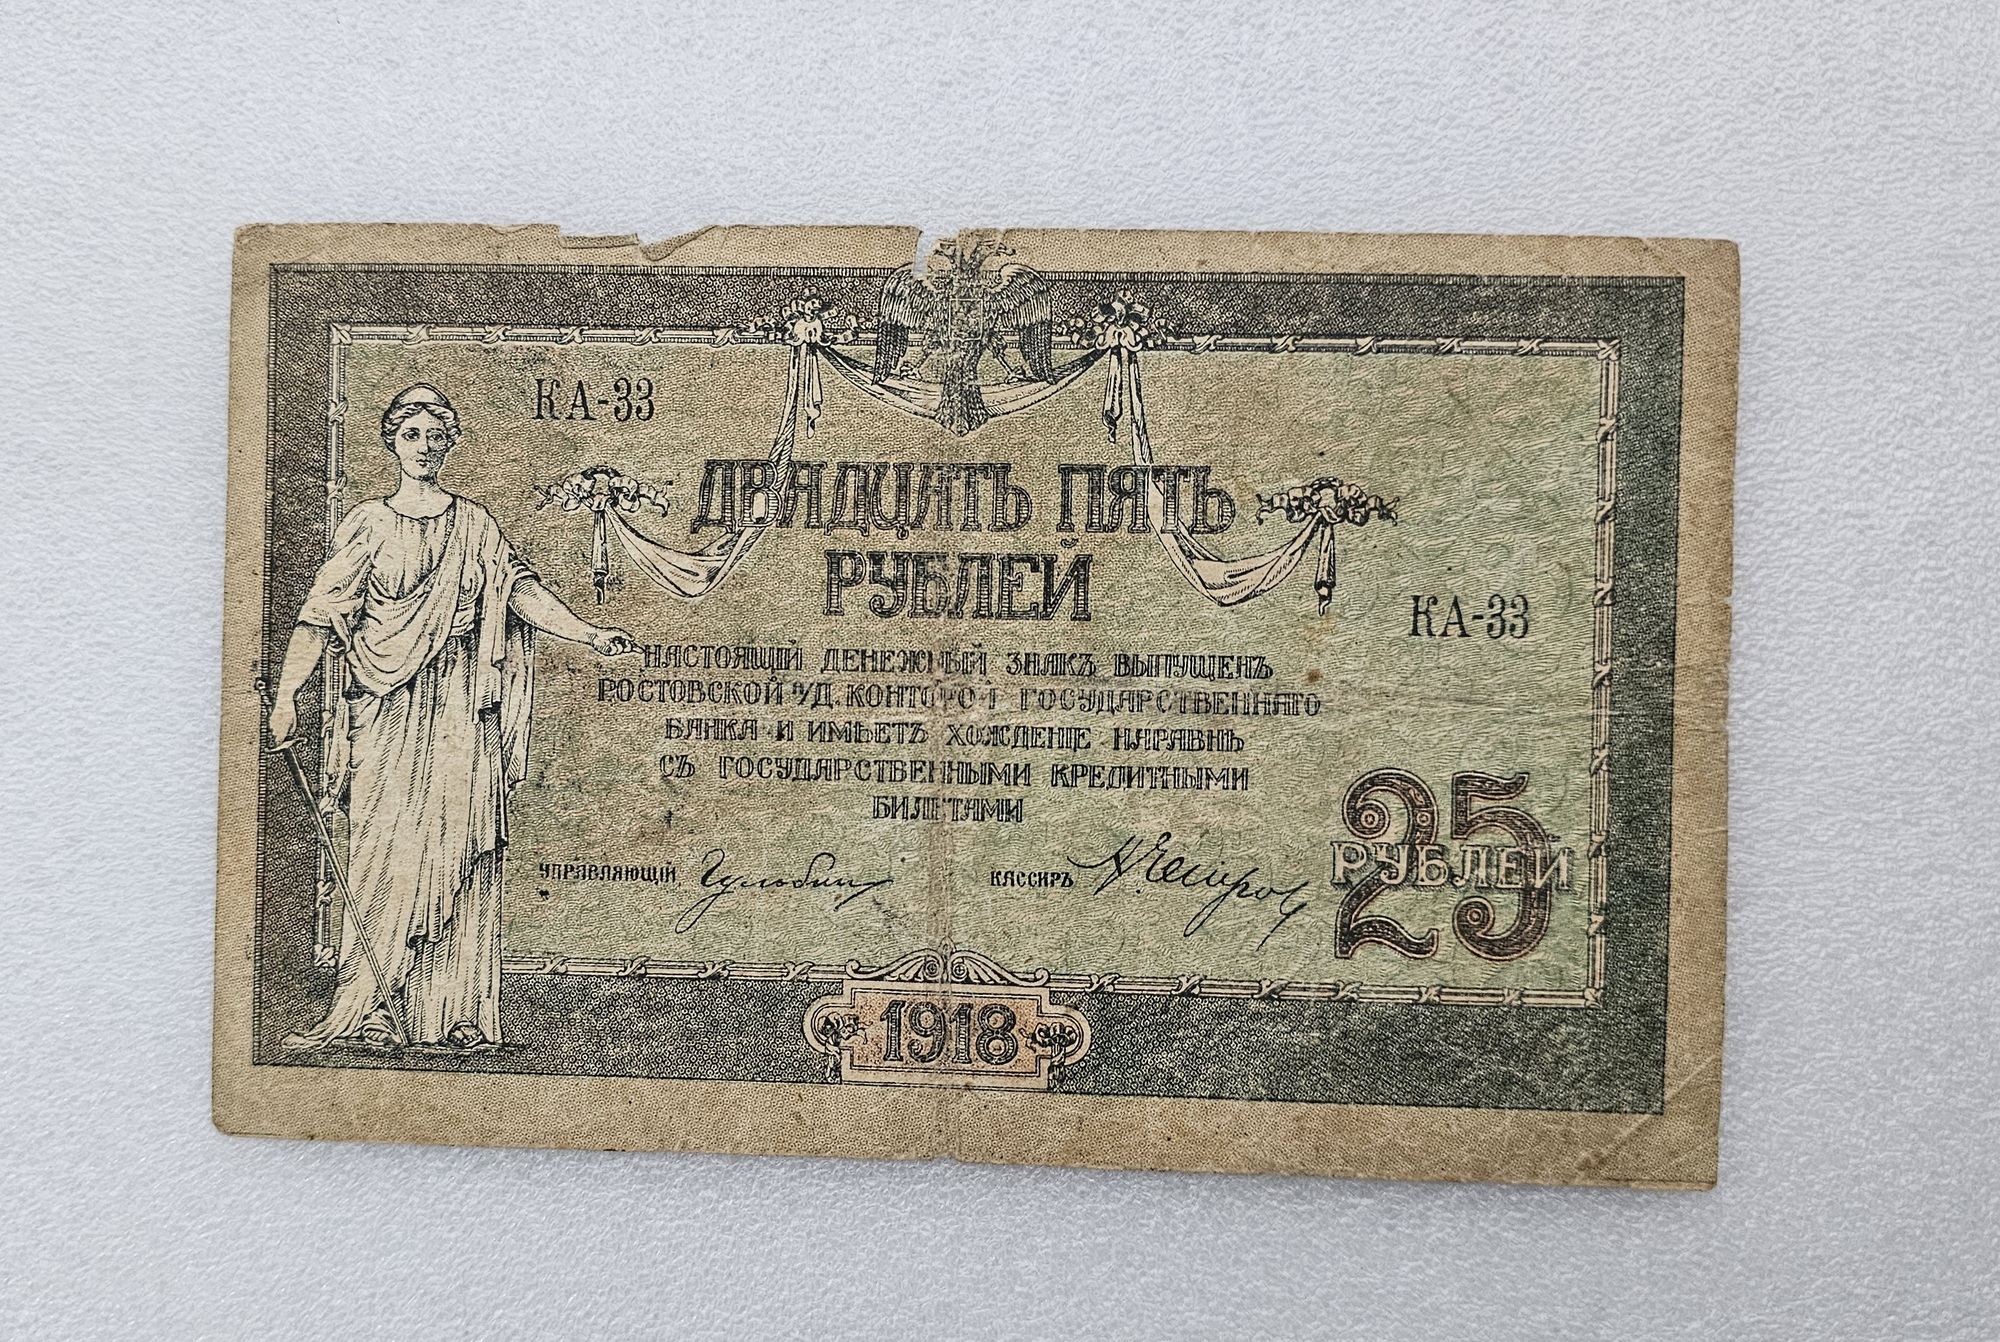 КА-33
ДВАДЦАТЬ ПЯТЬ
РУБЛЕЙ
КА-33
НАСТОЯЩІЙ ДЕНЕЖНЫЙ ЗНАКЪ ВЫПУЩЕНЪ
РОСТОВСКОЙ н/Д. КОНТОРОЙ ГОСУДАРСТВЕННАГО
БАНКА И ИМѢЕТЪ ХОЖДЕНІЕ НАРАВНѢ
СЪ ГОСУДАРСТВЕННЫМИ КРЕДИТНЫМИ
БИЛЕТАМИ
УПРАВЛЯЮЩІЙ Гульбин КАССИРЪ
25
РУБЛЕЙ
1918